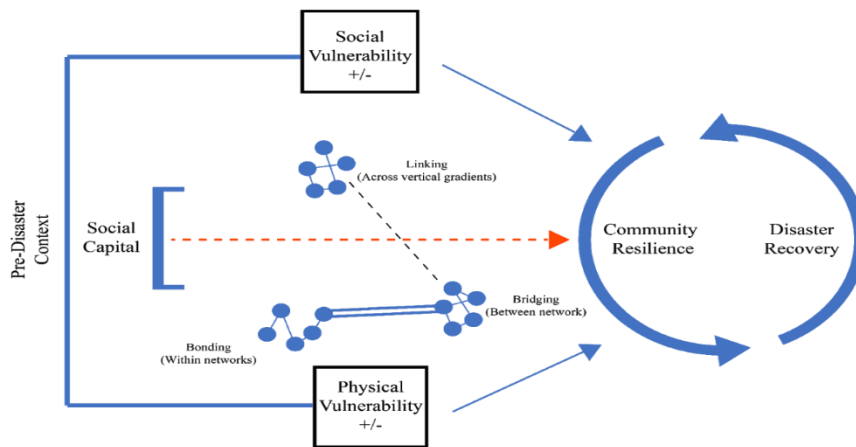 Social
Vulnerability
+/-
Linking
(Across vertical gradients)
Pre-Disaster
Context
Social
Capital
Community
Resilience
Disaster
Recovery
Bridging
(Between network)
Bonding
(Within networks)
Physical
Vulnerability
+/-